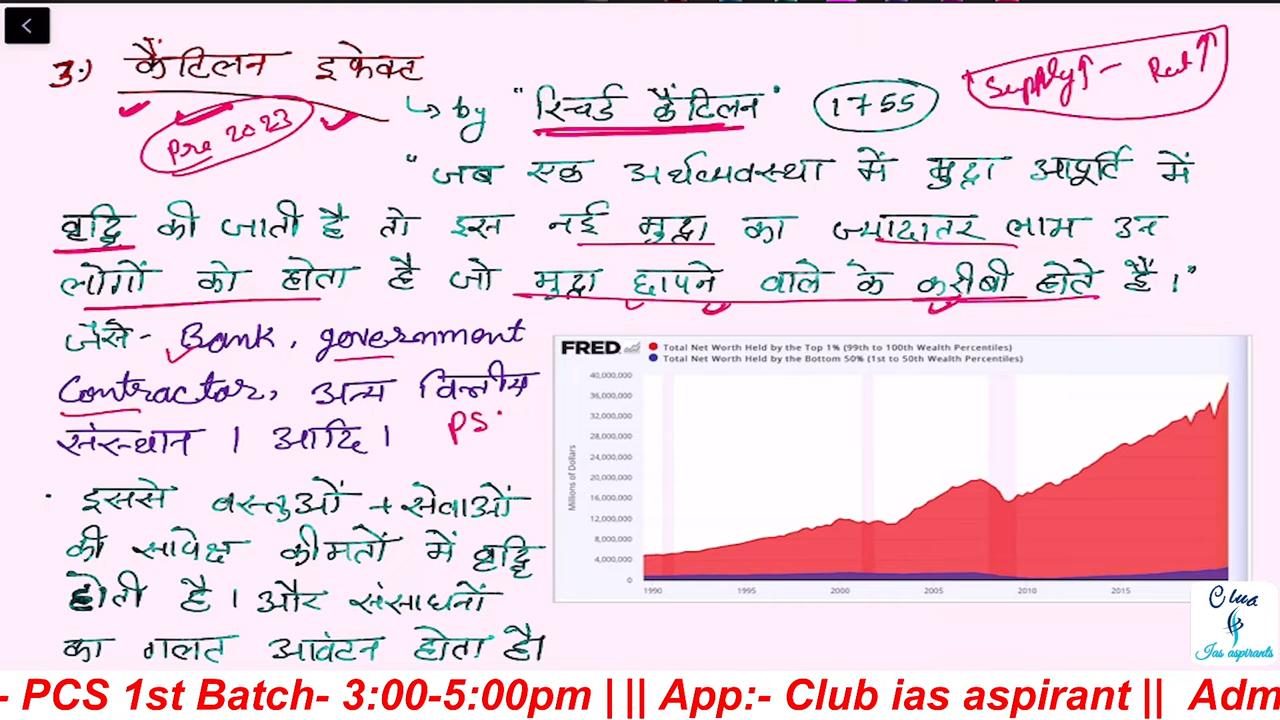 3.) कैंटिलन इफेक्ट
Pre 2023
↳ by "रिचर्ड कैंटिलन" 1755
Supply↑ - Rate↑
"जब एक अर्थव्यवस्था में मुद्रा आपूर्ति में
वृद्धि की जाती है तो इस नई मुद्रा का ज्यादातर लाभ उन
लोगों को होता है जो मुद्रा छापने वाले के करीबी होते हैं।"
जैसे- Bank, government
Contractor, अन्य वित्तीय
संस्थान । आदि ।
PS
इससे वस्तुओं + सेवाओं
की सापेक्ष कीमतों में वृद्धि
होती है । और संसाधनों
का गलत आवंटन होता है।
FRED
Total Net Worth Held by the Top 1% (99th to 100th Wealth Percentiles)
Total Net Worth Held by the Bottom 50% (1st to 50th Wealth Percentiles)
Millions of Dollars
40,000,000
36,000,000
32,000,000
28,000,000
24,000,000
20,000,000
16,000,000
12,000,000
8,000,000
4,000,000
0
1990 1995 2000 2005 2010 2015
Club
Ias aspirants
- PCS 1st Batch- 3:00-5:00pm | || App:- Club ias aspirant || Adm